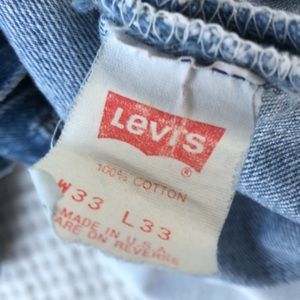 Levi's
®
100% COTTON
W33 L33
MADE IN U.S.A
ARE ON REVERSE